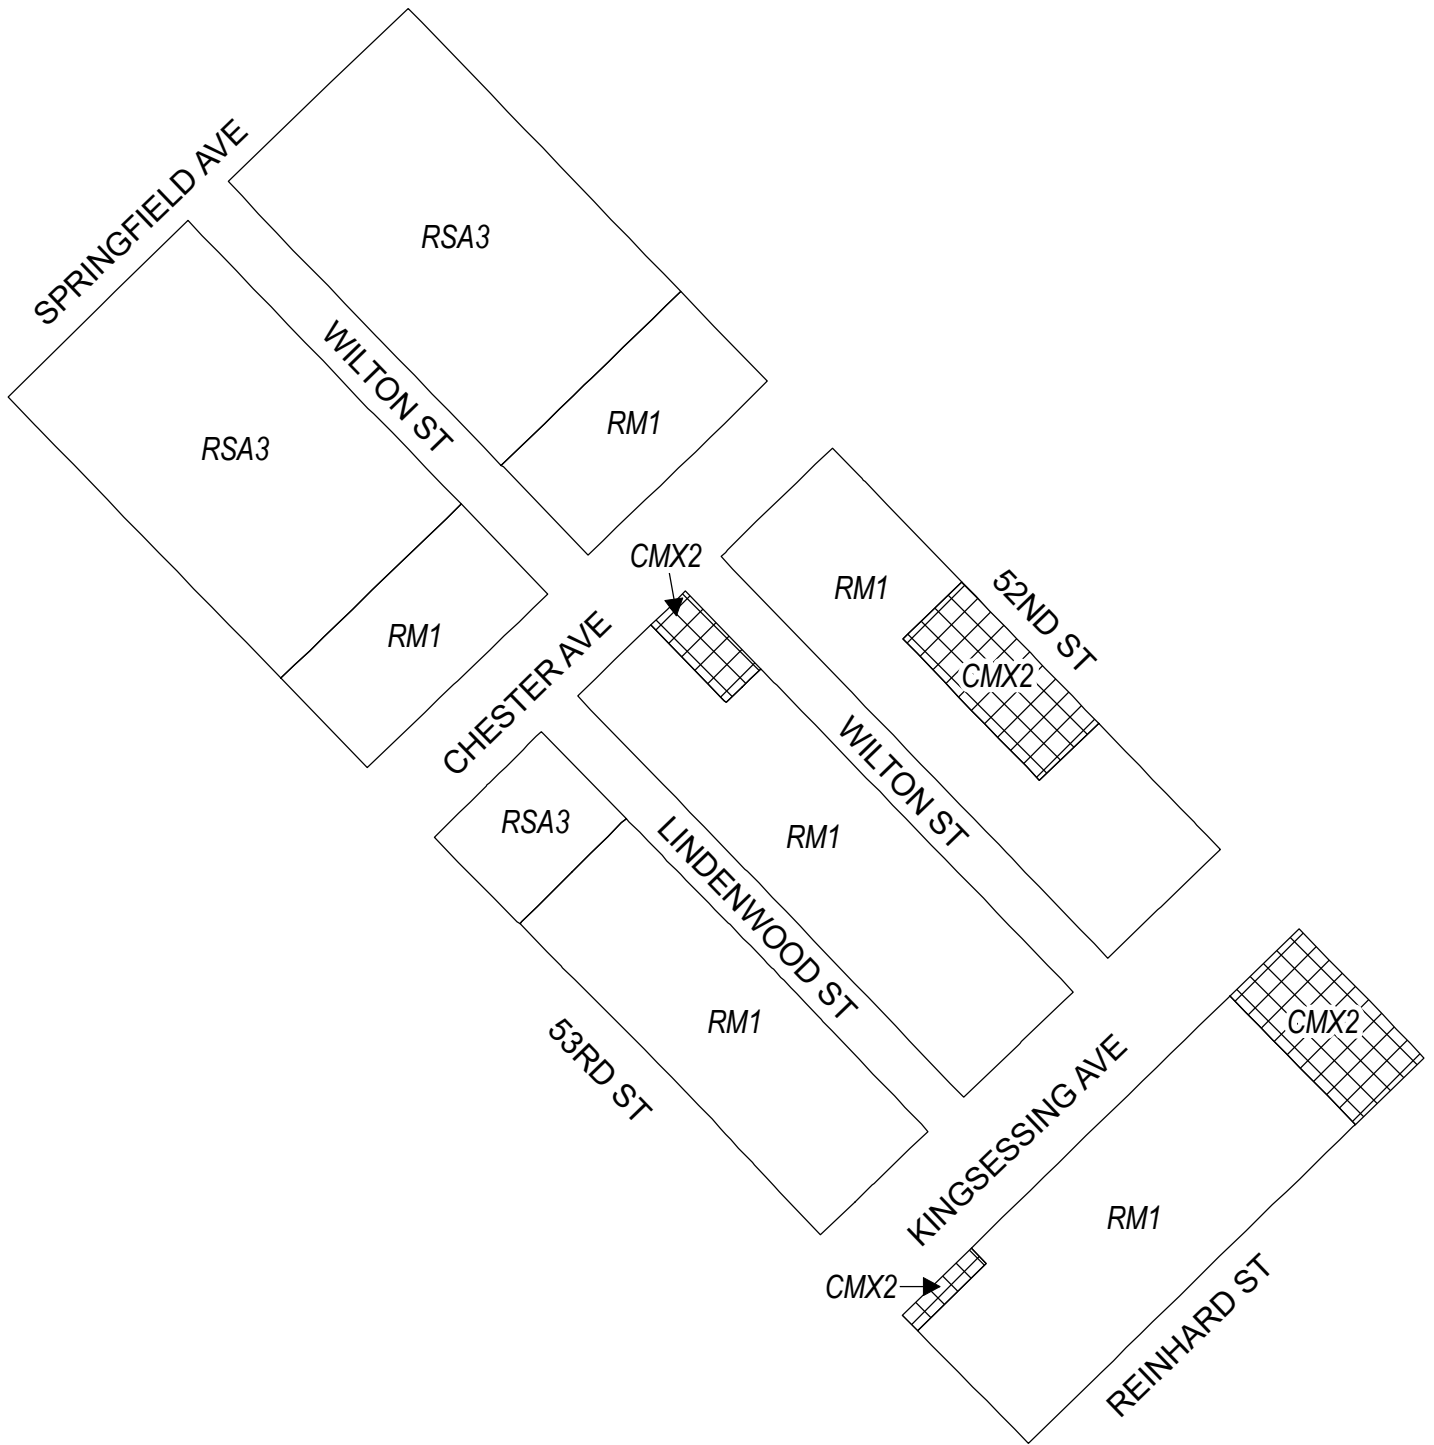 SPRINGFIELD AVE
RSA3
WILTON ST
RSA3
RM1
CMX2
RM1
52ND ST
RM1
CHESTER AVE
CMX2
WILTON ST
RSA3
RM1
LINDENWOOD ST
RM1
53RD ST
CMX2
KINGSESSING AVE
RM1
CMX2
REINHARD ST